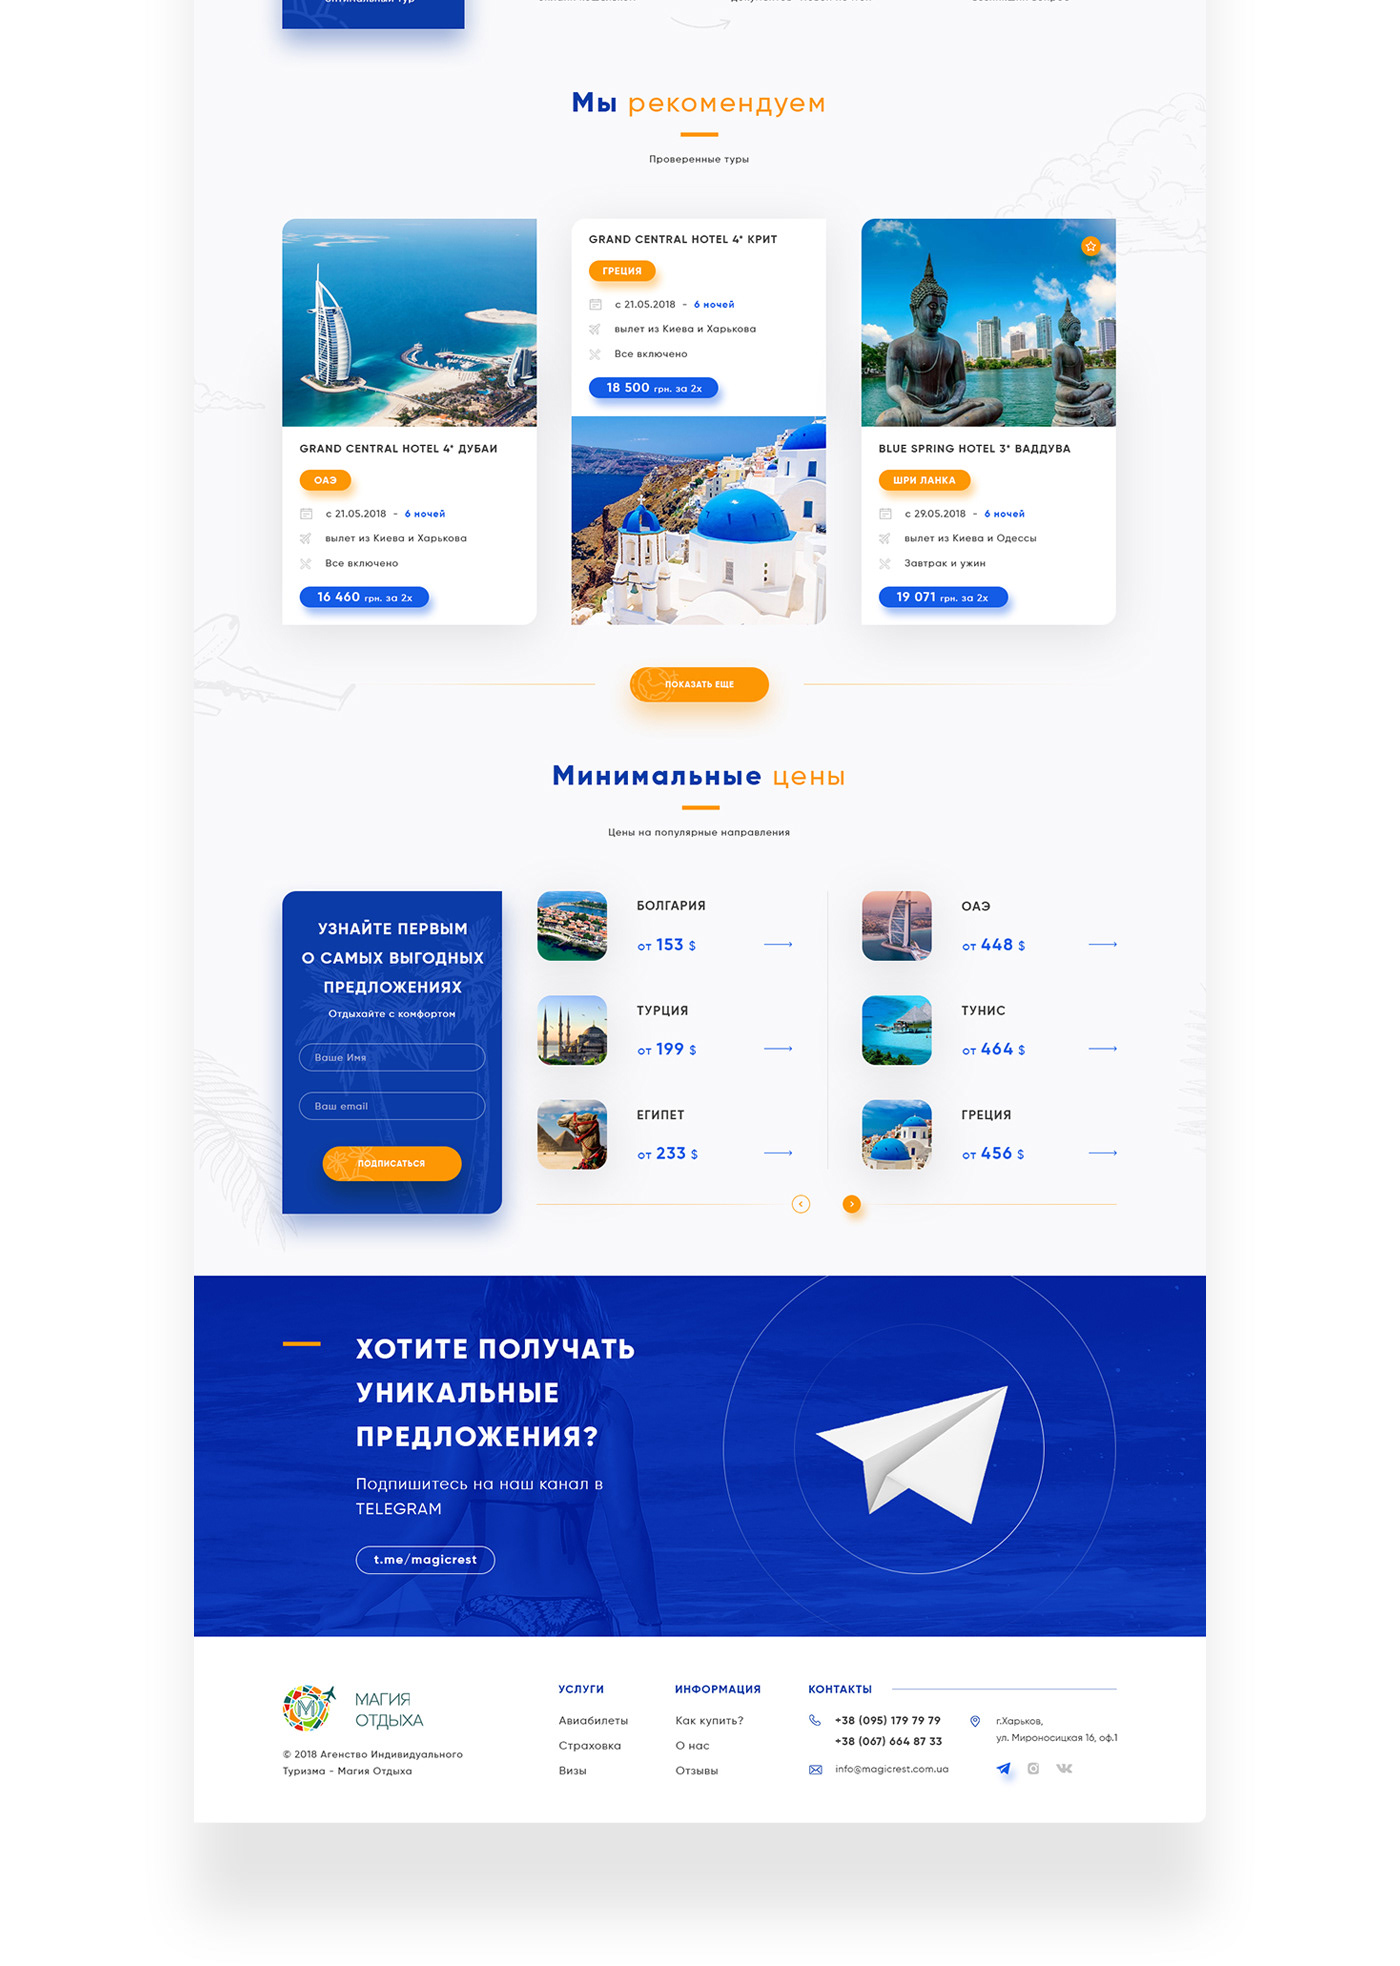 оптимальный тур
Мы рекомендуем
Проверенные туры
GRAND CENTRAL HOTEL 4* ДУБАИ
ОАЭ
с 21.05.2018 - 6 ночей
вылет из Киева и Харькова
Все включено
16 460 грн. за 2х
GRAND CENTRAL HOTEL 4* КРИТ
ГРЕЦИЯ
с 21.05.2018 - 6 ночей
вылет из Киева и Харькова
Все включено
18 500 грн. за 2х
BLUE SPRING HOTEL 3* ВАДДУВА
ШРИ ЛАНКА
с 29.05.2018 - 6 ночей
вылет из Киева и Одессы
Завтрак и ужин
19 071 грн. за 2х
ПОКАЗАТЬ ЕЩЕ
Минимальные цены
Цены на популярные направления
УЗНАЙТЕ ПЕРВЫМ
О САМЫХ ВЫГОДНЫХ
ПРЕДЛОЖЕНИЯХ
Отдыхайте с комфортом
Ваше Имя
Ваш email
ПОДПИСАТЬСЯ
БОЛГАРИЯ
от 153 $
ТУРЦИЯ
от 199 $
ЕГИПЕТ
от 233 $
ОАЭ
от 448 $
ТУНИС
от 464 $
ГРЕЦИЯ
от 456 $
ХОТИТЕ ПОЛУЧАТЬ
УНИКАЛЬНЫЕ
ПРЕДЛОЖЕНИЯ?
Подпишитесь на наш канал в
TELEGRAM
t.me/magicrest
МАГИЯ
ОТДЫХА
© 2018 Агенство Индивидуального
Туризма - Магия Отдыха
УСЛУГИ
Авиабилеты
Страховка
Визы
ИНФОРМАЦИЯ
Как купить?
О нас
Отзывы
КОНТАКТЫ
+38 (095) 179 79 79
+38 (067) 664 87 33
info@magicrest.com.ua
г.Харьков,
ул. Мироносицкая 16, оф.1